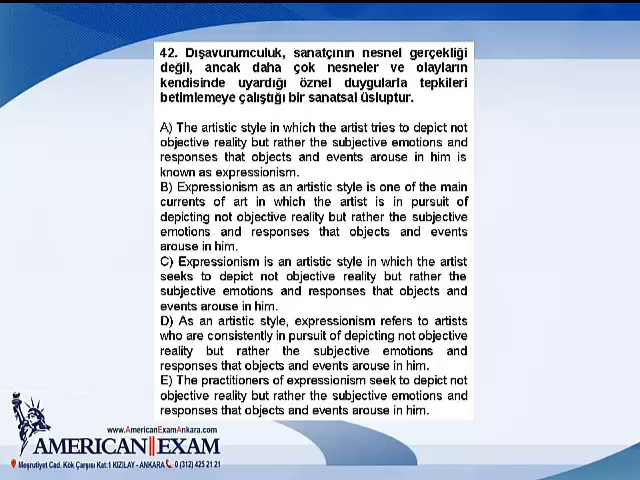 42. Dışavurumculuk, sanatçının nesnel gerçekliği
değil, ancak daha çok nesneler ve olayların
kendisinde uyardığı öznel duygularla tepkileri
betimlemeye çalıştığı bir sanatsal üsluptur.
A) The artistic style in which the artist tries to depict not
objective reality but rather the subjective emotions and
responses that objects and events arouse in him is
known as expressionism.
B) Expressionism as an artistic style is one of the main
currents of art in which the artist is in pursuit of
depicting not objective reality but rather the subjective
emotions and responses that objects and events
arouse in him.
C) Expressionism is an artistic style in which the artist
seeks to depict not objective reality but rather the
subjective emotions and responses that objects and
events arouse in him.
D) As an artistic style, expressionism refers to artists
who are consistently in pursuit of depicting not objective
reality but rather the subjective emotions and
responses that objects and events arouse in him.
E) The practitioners of expressionism seek to depict not
objective reality but rather the subjective emotions and
responses that objects and events arouse in him.
www.AmericanExamAnkara.com
AMERICAN EXAM
Meşrutiyet Cad. Kök Çarşısı Kat:1 KIZILAY - ANKARA 0 (312) 425 21 21